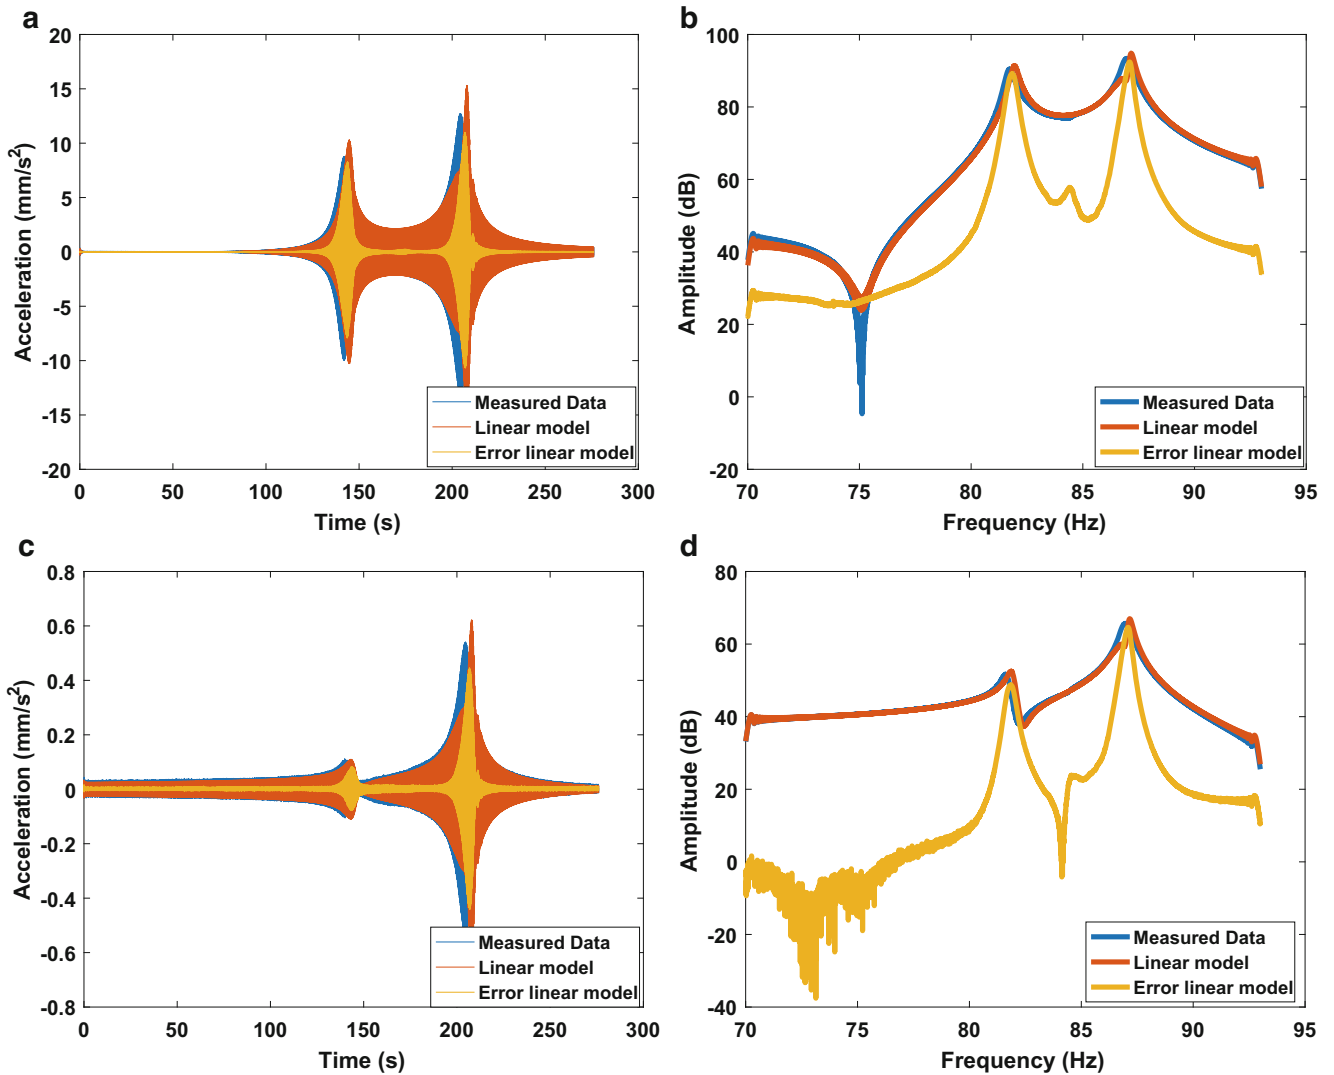 a
20
15
10
5
0
-5
-10
-15
-20
Acceleration (mm/s²)
0
50
100
150
200
250
300
Time (s)
Measured Data
Linear model
Error linear model
b
100
80
60
40
20
0
-20
Amplitude (dB)
70
75
80
85
90
95
Frequency (Hz)
Measured Data
Linear model
Error linear model
c
0.8
0.6
0.4
0.2
0
-0.2
-0.4
-0.6
-0.8
Acceleration (mm/s²)
0
50
100
150
200
250
300
Time (s)
Measured Data
Linear model
Error linear model
d
80
60
40
20
0
-20
-40
Amplitude (dB)
70
75
80
85
90
95
Frequency (Hz)
Measured Data
Linear model
Error linear model